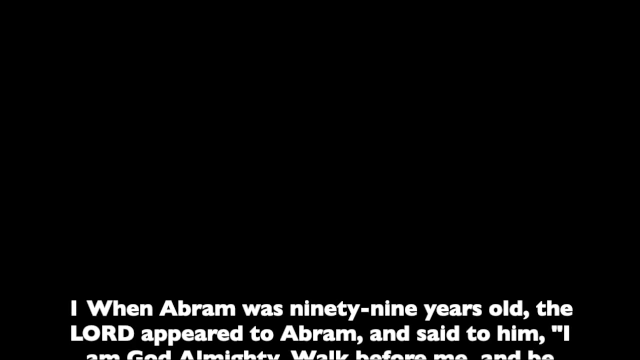 1 When Abram was ninety-nine years old, the
LORD appeared to Abram, and said to him, "I
am God Almighty. Walk before me, and be